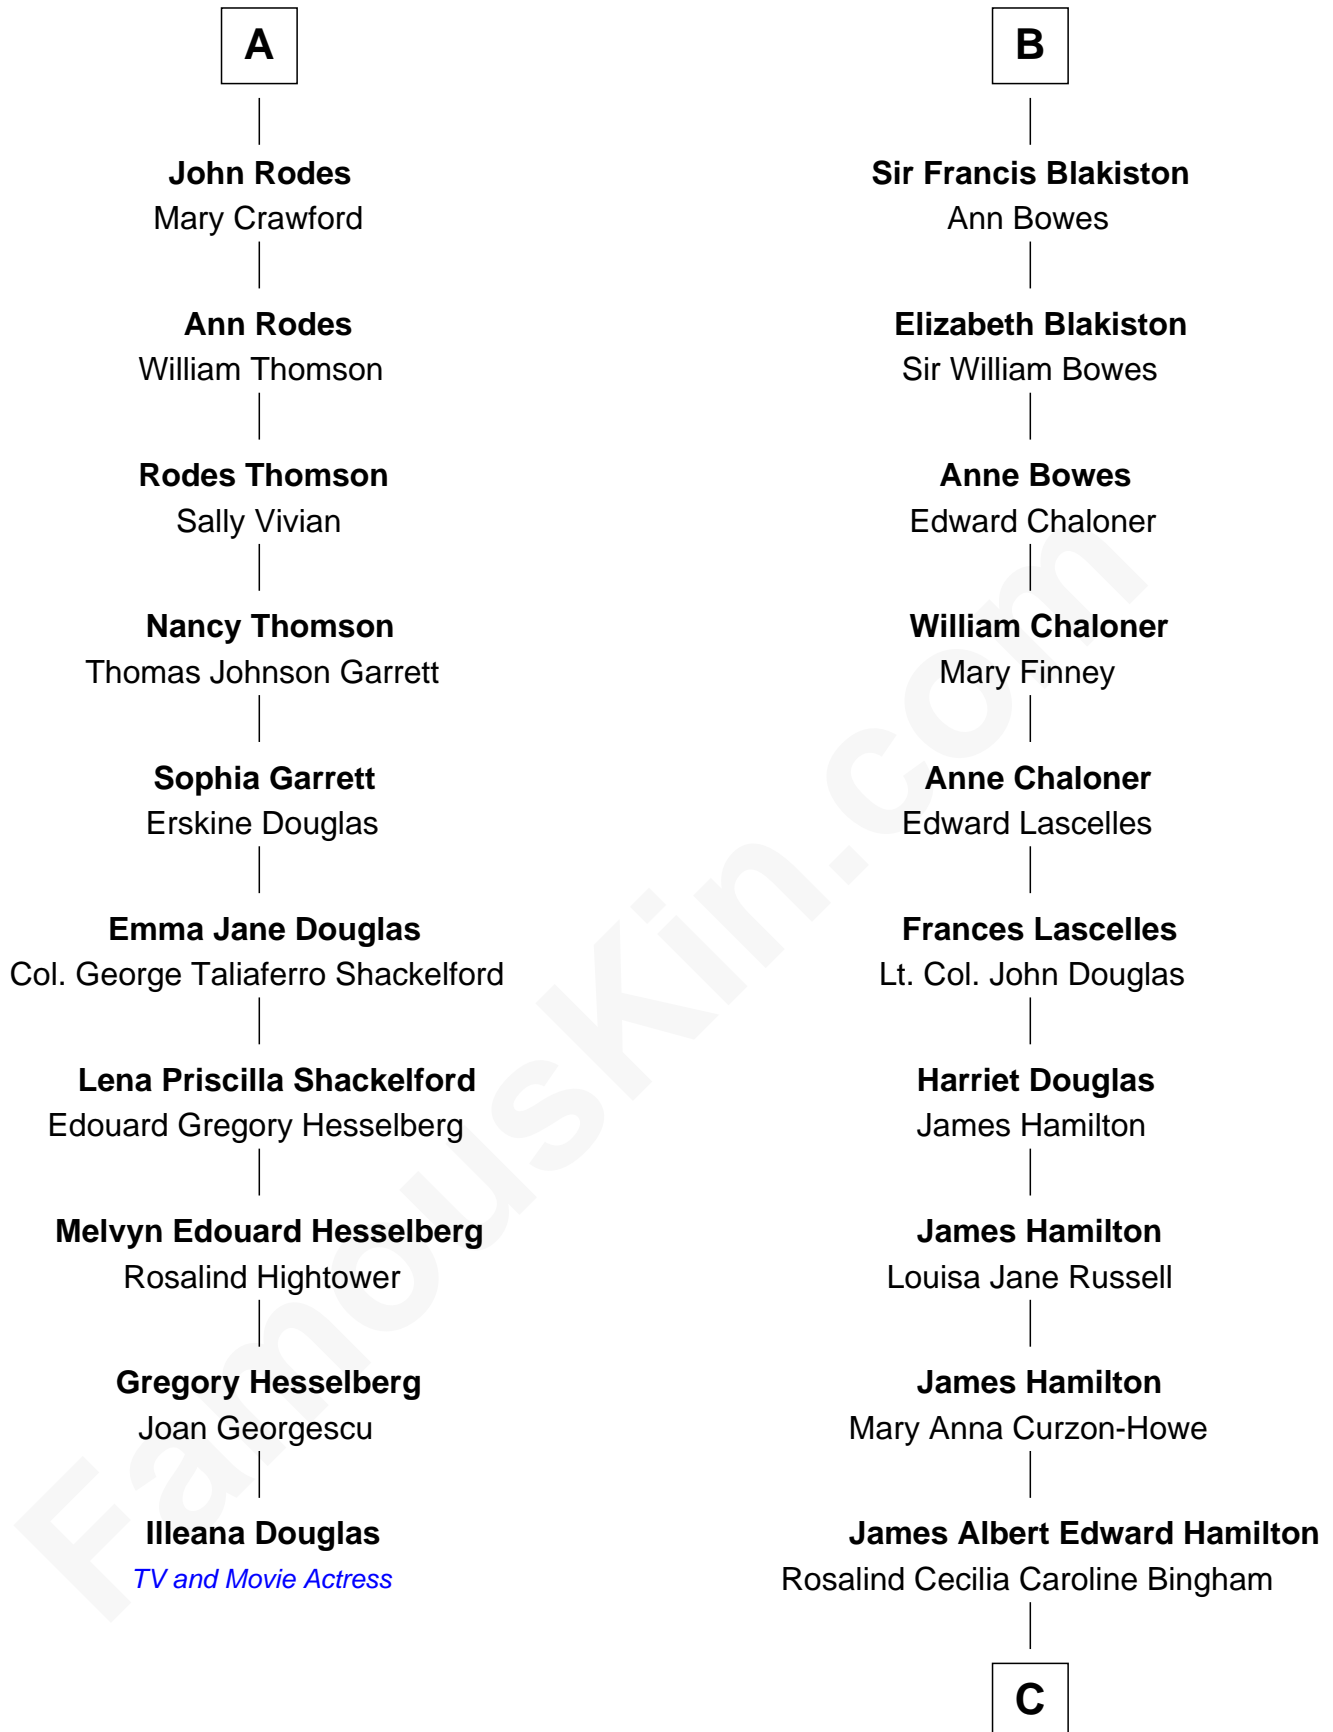 A
John Rodes
Mary Crawford
Ann Rodes
William Thomson
Rodes Thomson
Sally Vivian
Nancy Thomson
Thomas Johnson Garrett
Sophia Garrett
Erskine Douglas
Emma Jane Douglas
Col. George Taliaferro Shackelford
Lena Priscilla Shackelford
Edouard Gregory Hesselberg
Melvyn Edouard Hesselberg
Rosalind Hightower
Gregory Hesselberg
Joan Georgescu
Illeana Douglas
TV and Movie Actress
B
Sir Francis Blakiston
Ann Bowes
Elizabeth Blakiston
Sir William Bowes
Anne Bowes
Edward Chaloner
William Chaloner
Mary Finney
Anne Chaloner
Edward Lascelles
Frances Lascelles
Lt. Col. John Douglas
Harriet Douglas
James Hamilton
James Hamilton
Louisa Jane Russell
James Hamilton
Mary Anna Curzon-Howe
James Albert Edward Hamilton
Rosalind Cecilia Caroline Bingham
C
FamousKin.com